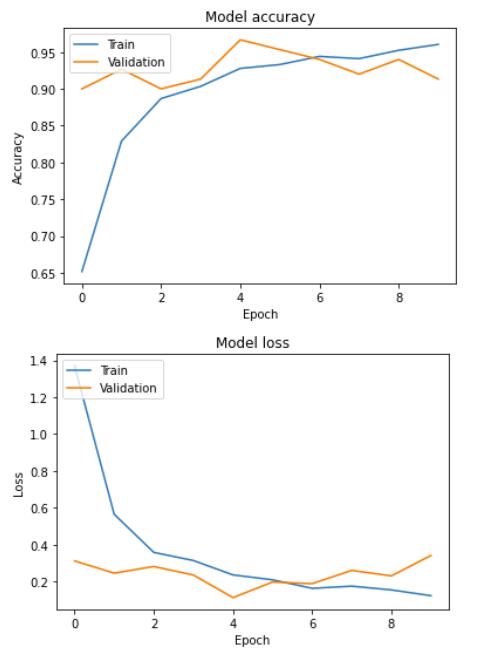 Model accuracy
Train
Validation
0.95
0.90
0.85
0.80
0.75
0.70
0.65
Accuracy
0 2 4 6 8
Epoch
Model loss
Train
Validation
1.4
1.2
1.0
0.8
0.6
0.4
0.2
Loss
0 2 4 6 8
Epoch